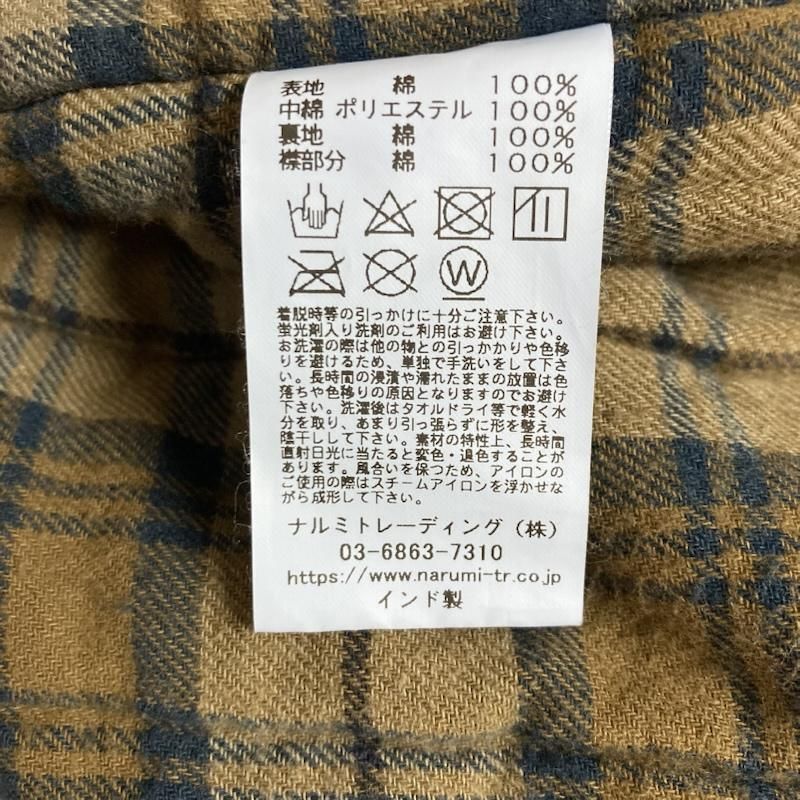 表地 綿 100%
中綿 ポリエステル 100%
裏地 綿 100%
襟部分 綿 100%
W
着脱時等の引っかけに十分ご注意下さい。
蛍光剤入り洗剤のご利用はお避け下さい。
お洗濯の際は他の物との引っかかりや色移
りを避けるため、単独で手洗いをして下さ
い。長時間の浸漬や濡れたままの放置は色
落ちや色移りの原因となりますのでお避け
下さい。洗濯後はタオルドライ等で軽く水
分を取り、あまり引っ張らずに形を整え、
陰干しして下さい。素材の特性上、長時間
直射日光に当たると変色・退色することが
あります。風合いを保つため、アイロンの
ご使用の際はスチームアイロンを浮かせな
がら成形して下さい。
ナルミトレーディング(株)
03-6863-7310
https://www.narumi-tr.co.jp
インド製